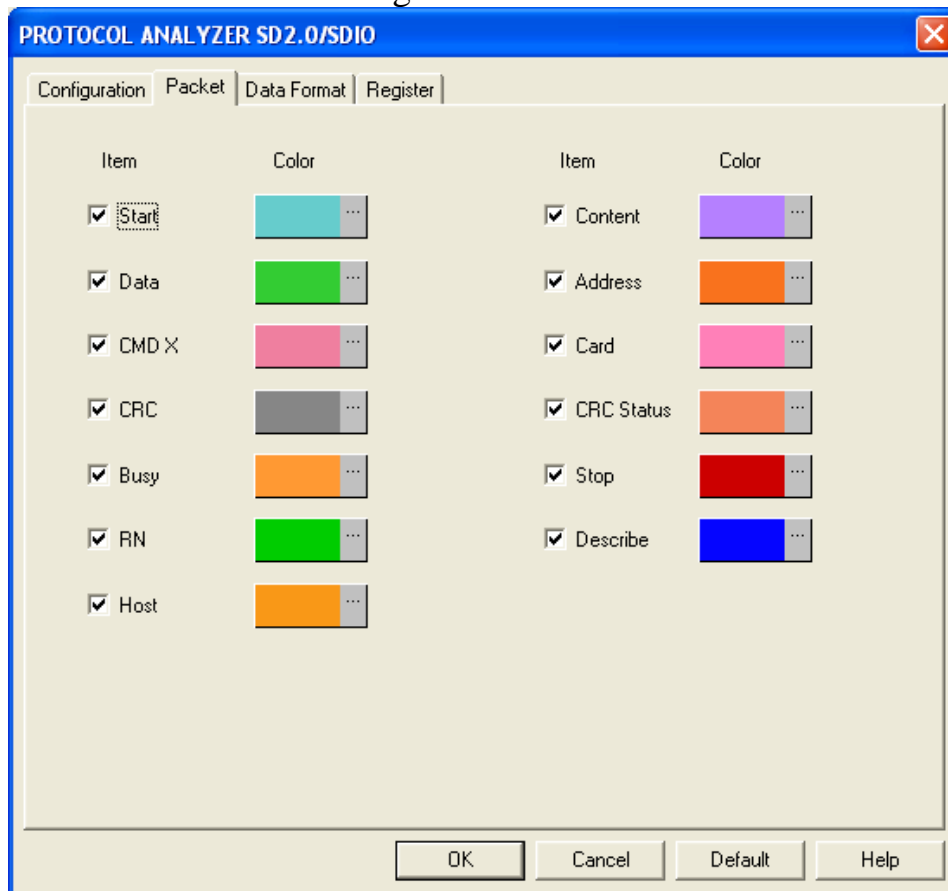 PROTOCOL ANALYZER SD2.0/SDIO
Configuration Packet Data Format Register
Item Color Item Color
Start ... Content ...
Data ... Address ...
CMD X ... Card ...
CRC ... CRC Status ...
Busy ... Stop ...
RN ... Describe ...
Host ...
OK Cancel Default Help